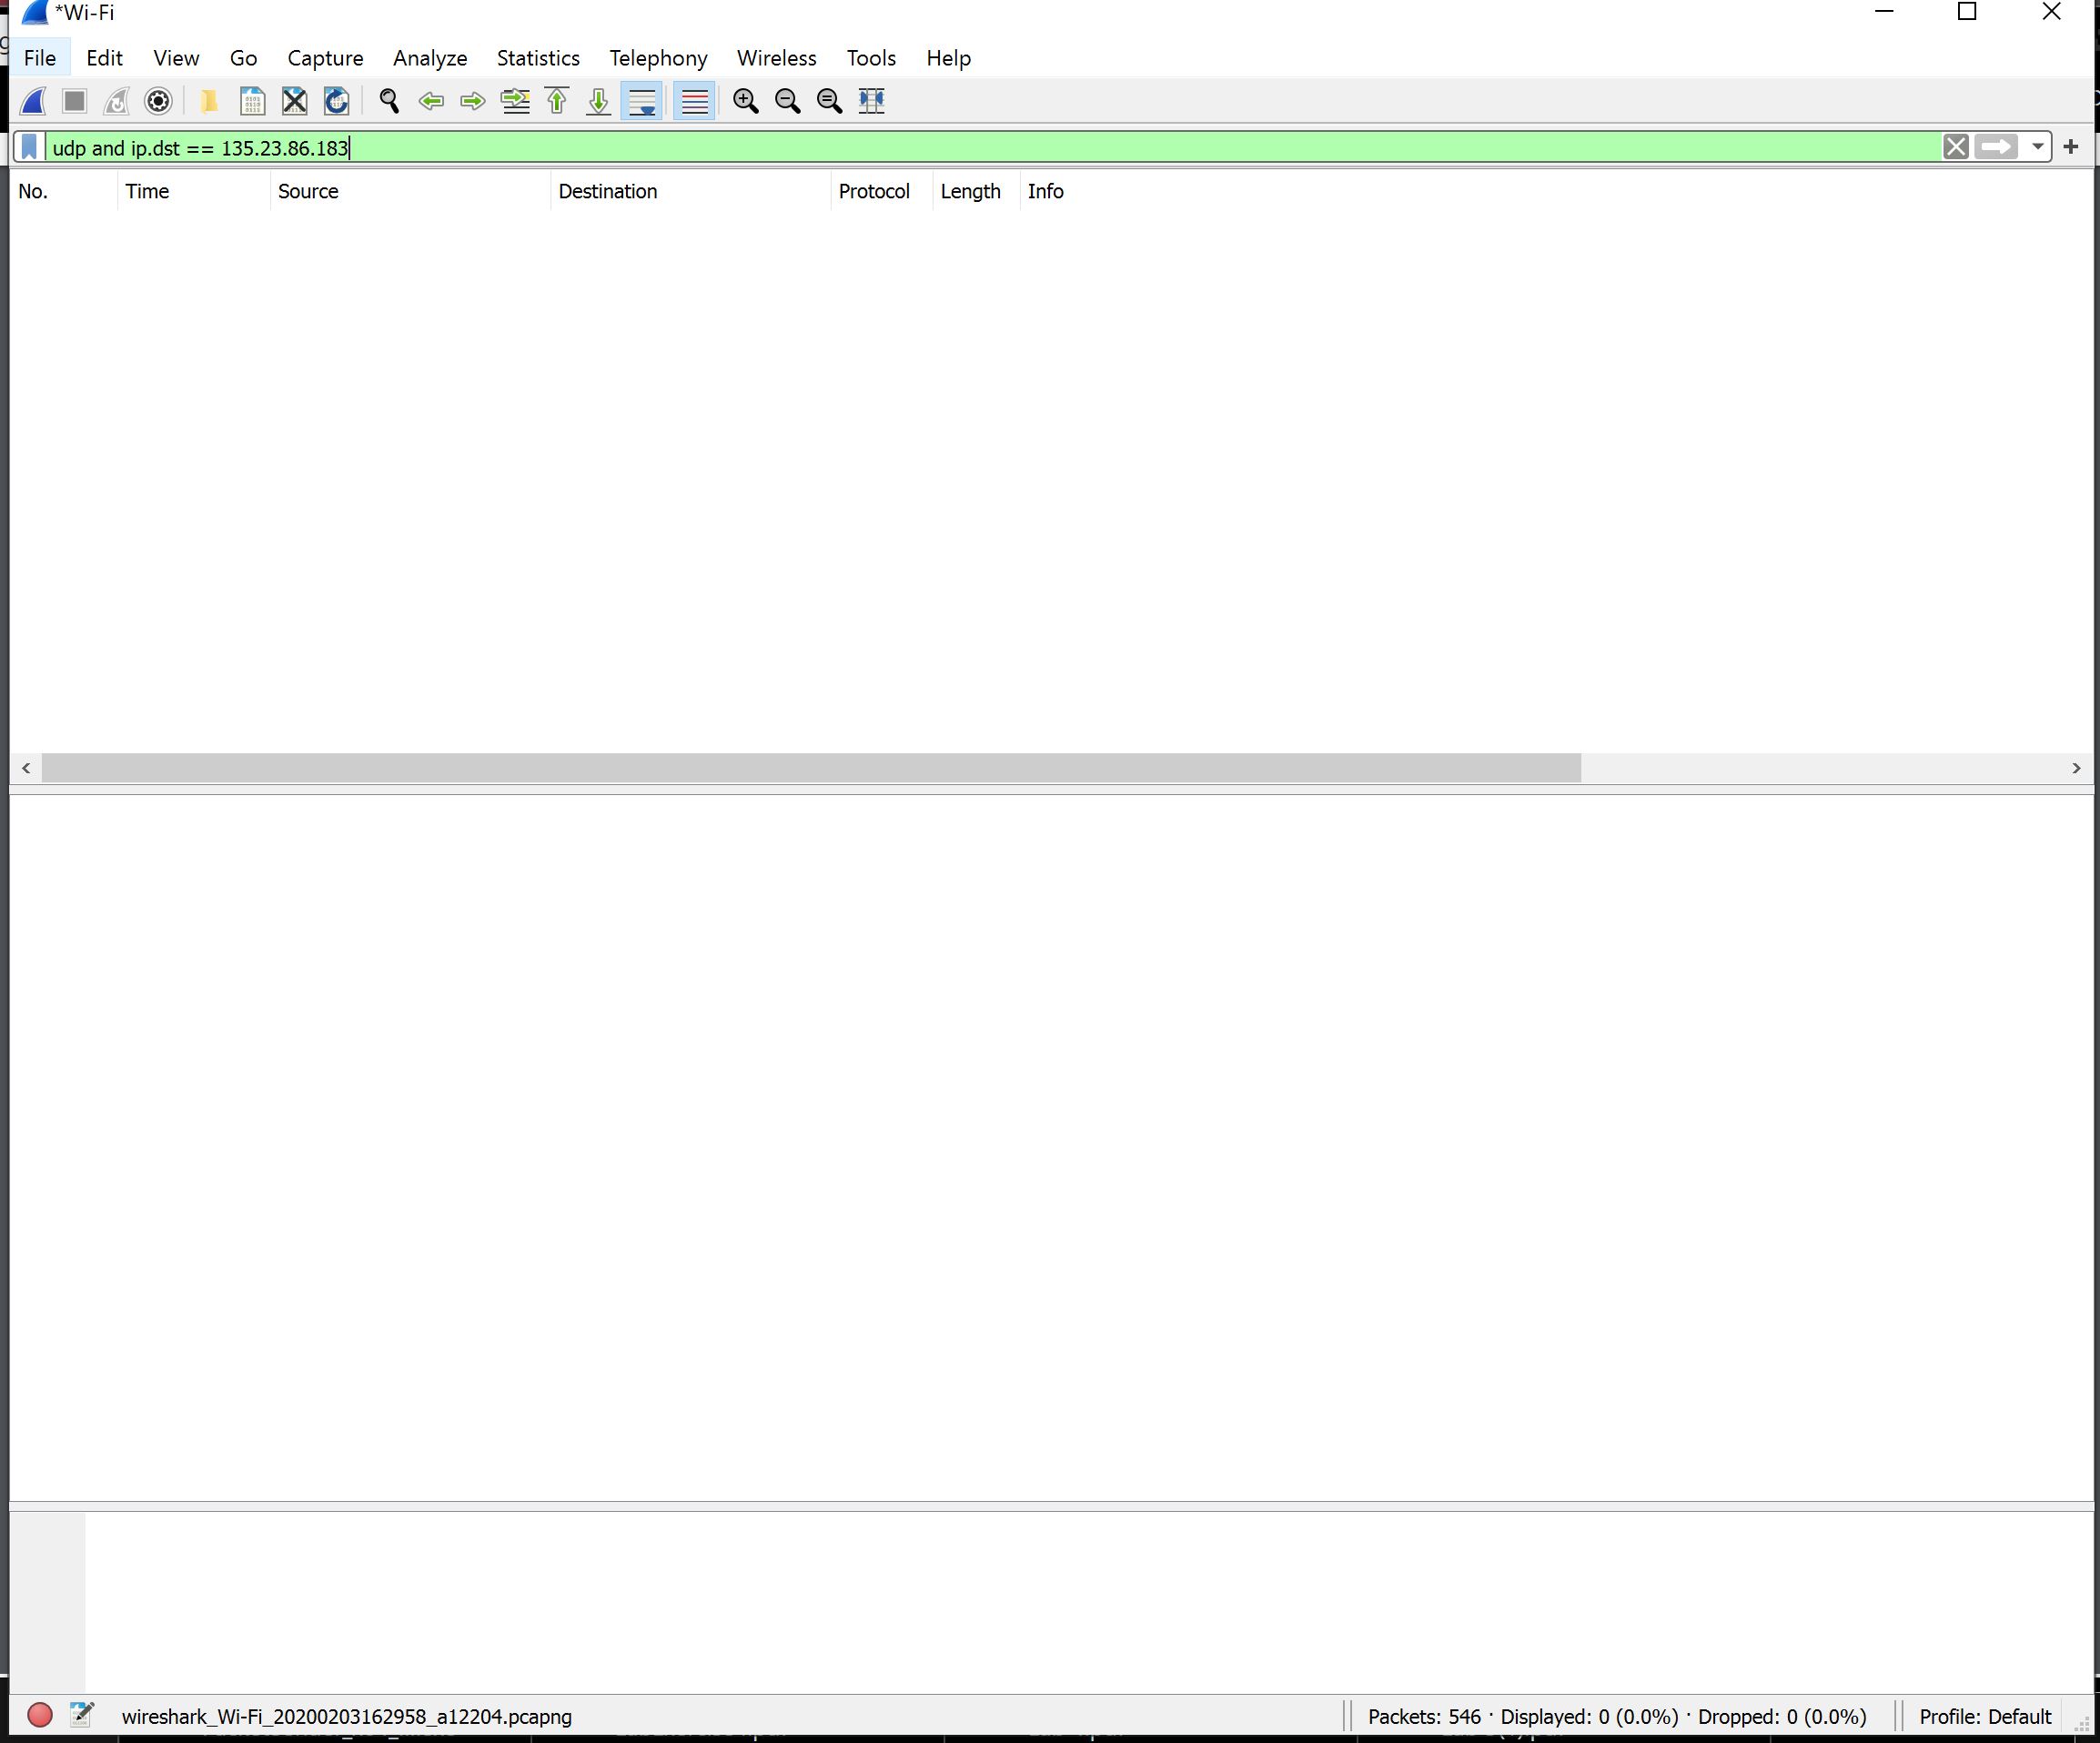 *Wi-Fi
File Edit View Go Capture Analyze Statistics Telephony Wireless Tools Help
udp and ip.dst == 135.23.86.183
No. Time Source Destination Protocol Length Info
wireshark_Wi-Fi_20200203162958_a12204.pcapng Packets: 546 · Displayed: 0 (0.0%) · Dropped: 0 (0.0%) Profile: Default